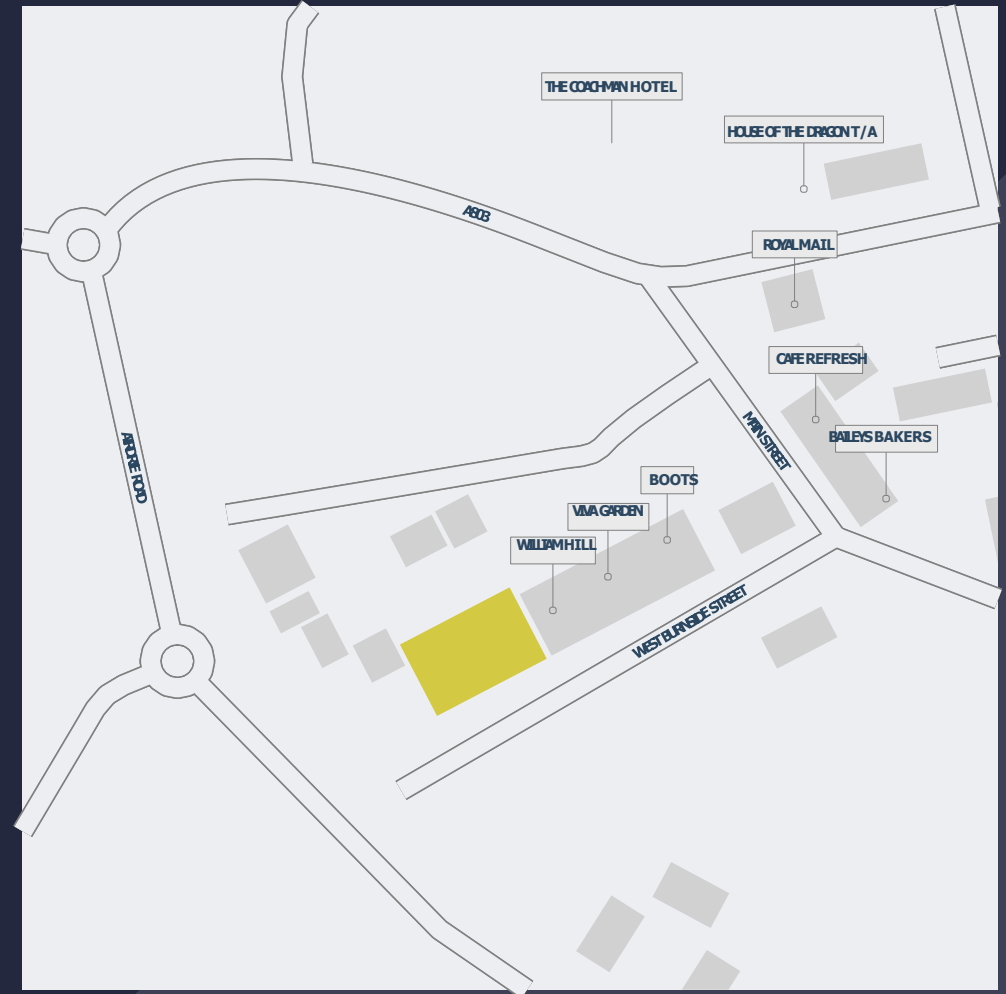 THE COACHMAN HOTEL
HOUSE OF THE DRAGON T/A
A803
ROYAL MAIL
CAFE REFRESH
MAIN STREET
BAILEYS BAKERS
AIRDRIE ROAD
BOOTS
VIVA GARDEN
WILLIAM HILL
WEST BURNSIDE STREET